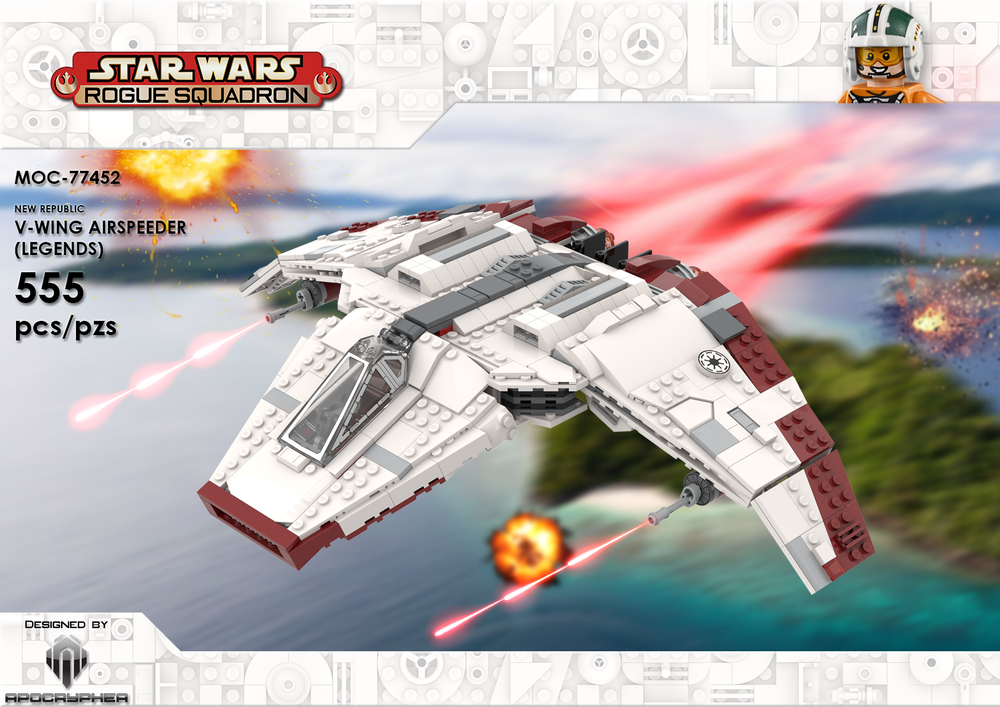 STAR WARS
ROGUE SQUADRON
MOC-77452
NEW REPUBLIC
V-WING AIRSPEEDER
(LEGENDS)
555
pcs/pzs
DESIGNED BY
APOCRYPHER